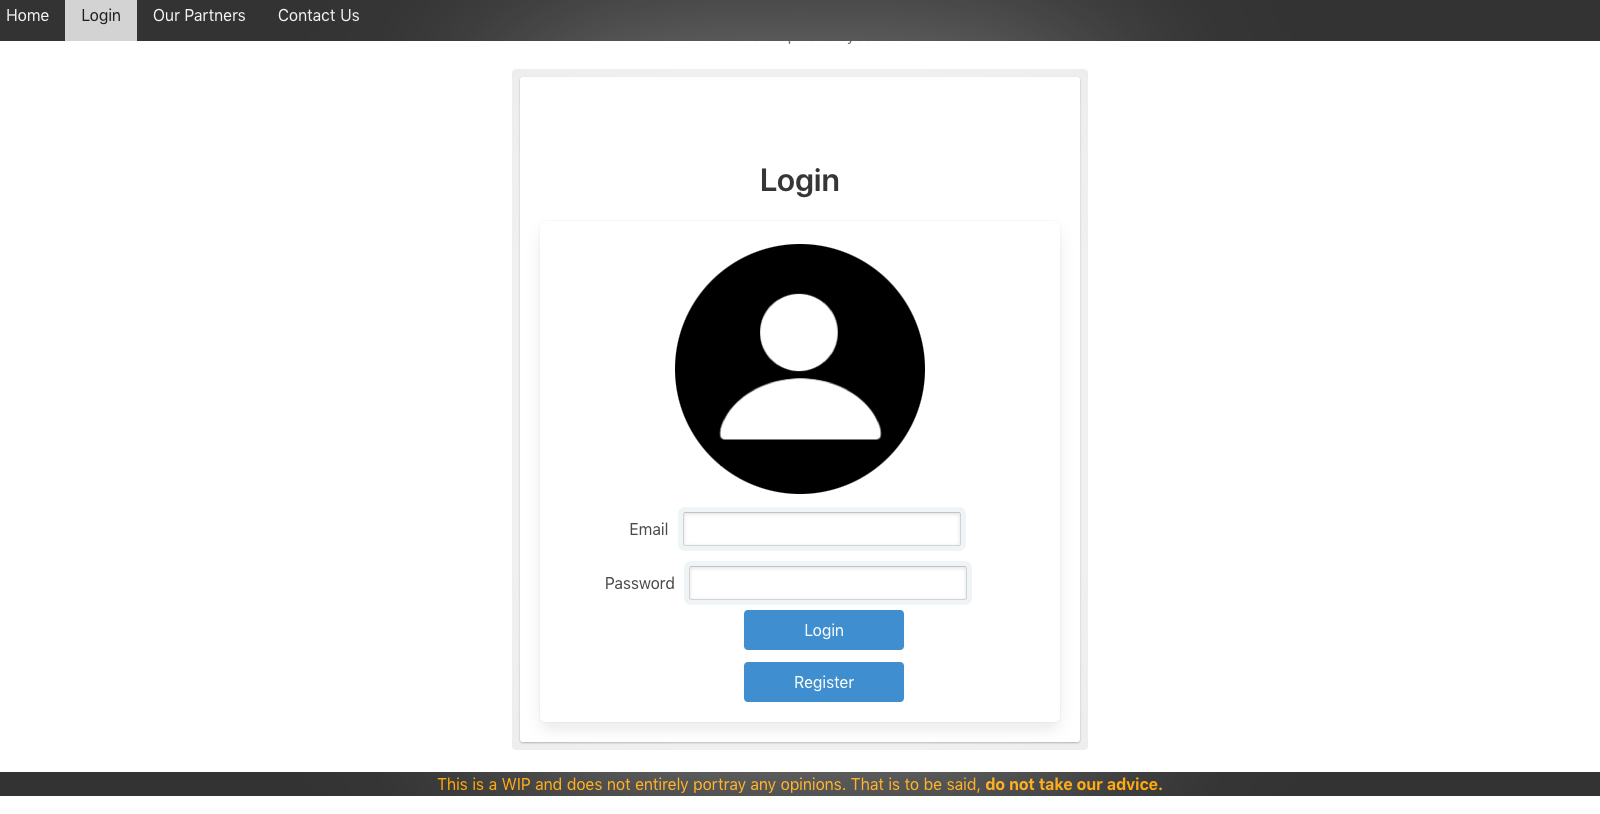 Home Login Our Partners Contact Us
Login
Email
Password
Login
Register
This is a WIP and does not entirely portray any opinions. That is to be said, do not take our advice.